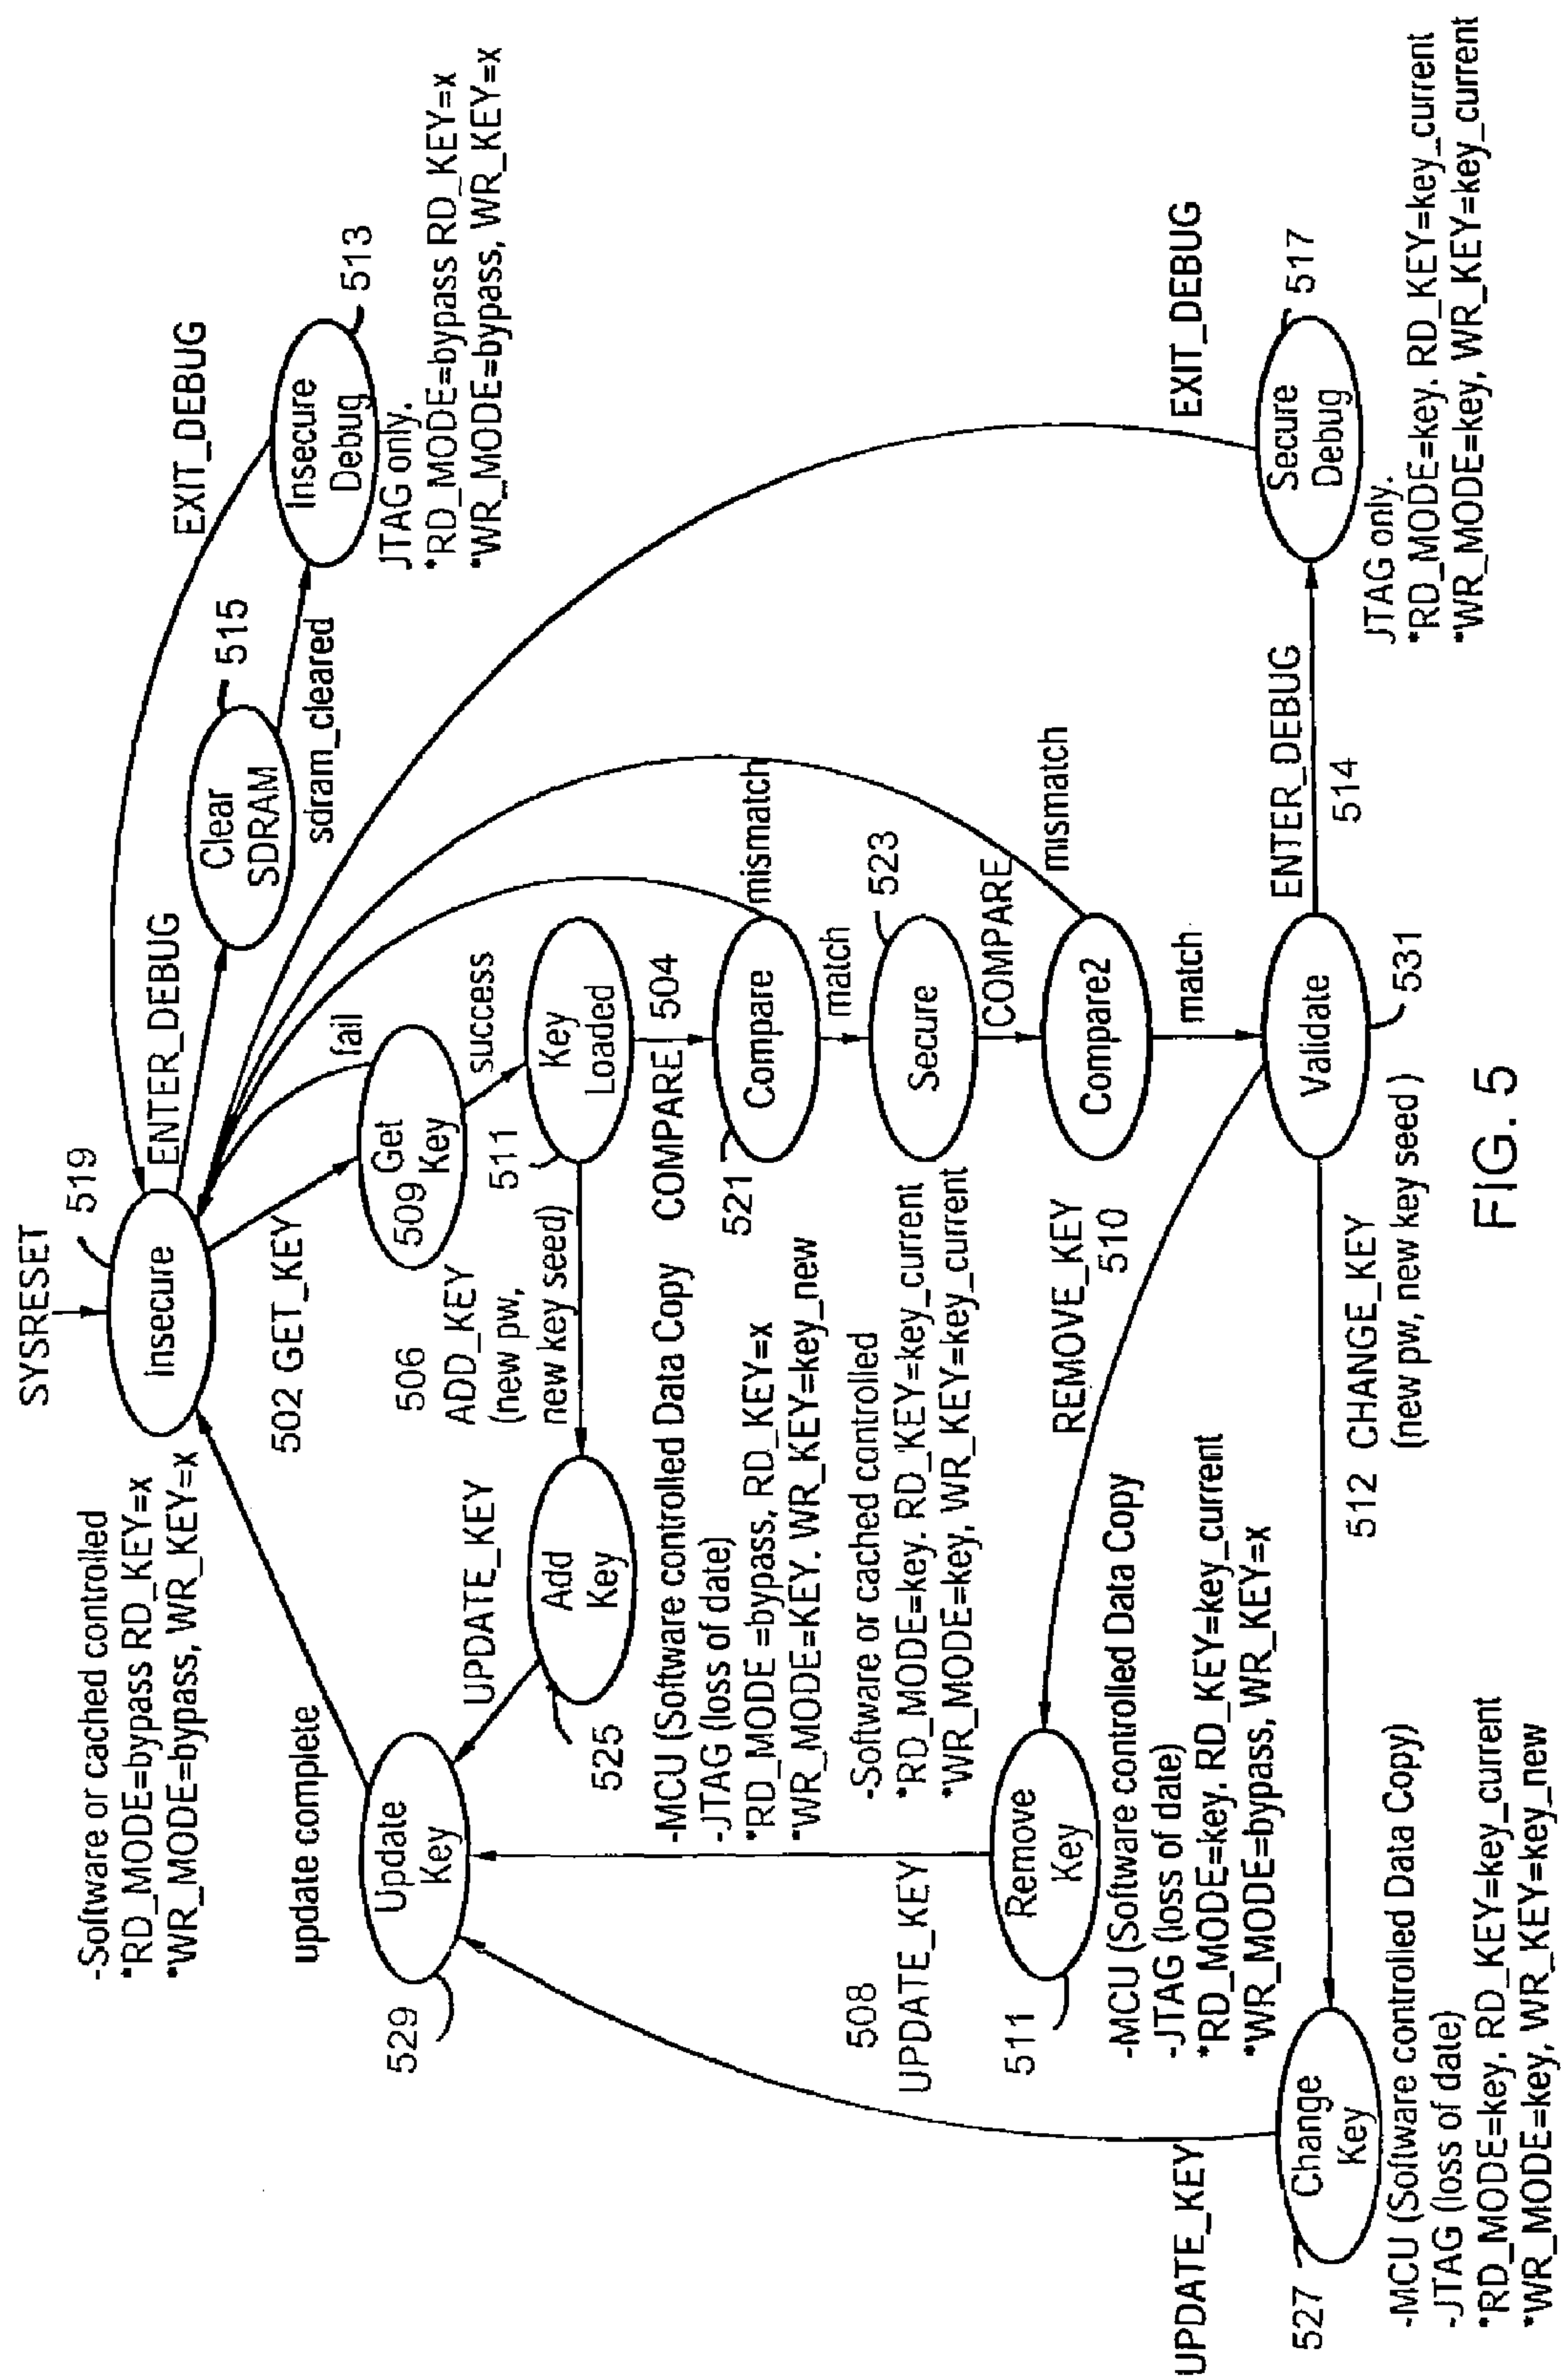 SYSRESET
519
Insecure
-Software or cached controlled
*RD_MODE=bypass RD_KEY=x
*WR_MODE=bypass, WR_KEY=x
EXIT_DEBUG
ENTER_DEBUG
515
Clear
SDRAM
sdram_cleared
513
Insecure
Debug
JTAG only.
*RD_MODE=bypass RD_KEY=x
*WR_MODE=bypass, WR_KEY=x
update complete
502 GET_KEY
fail
509 Get
Key
success
529
Update
Key
UPDATE_KEY
506
ADD_KEY
(new pw,
new key seed)
511
Key
Loaded
525
Add
Key
-MCU (Software controlled Data Copy
-JTAG (loss of date)
*RD_MODE =bypass, RD_KEY=x
*WR_MODE=KEY. WR_KEY=key_new
COMPARE 504
521
Compare
mismatch
match
-Software or cached controlled
*RD_MODE=key. RD_KEY=key_current
*WR_MODE=key, WR_KEY=key_current
Secure
523
COMPARE
Compare2
mismatch
match
508
UPDATE_KEY
511
Remove
Key
REMOVE_KEY
510
-MCU (Software controlled Data Copy
-JTAG (loss of date)
*RD_MODE=key. RD_KEY=key_current
*WR_MODE=bypass, WR_KEY=x
Validate
531
ENTER_DEBUG
514
EXIT_DEBUG
Secure
Debug
517
JTAG only.
*RD_MODE=key. RD_KEY=key_current
*WR_MODE=key, WR_KEY=key_current
UPDATE_KEY
527
Change
Key
512 CHANGE_KEY
(new pw, new key seed )
-MCU (Software controlled Data Copy)
-JTAG (loss of date)
*RD_MODE=key. RD_KEY=key_current
*WR_MODE=key, WR_KEY=key_new
FIG. 5